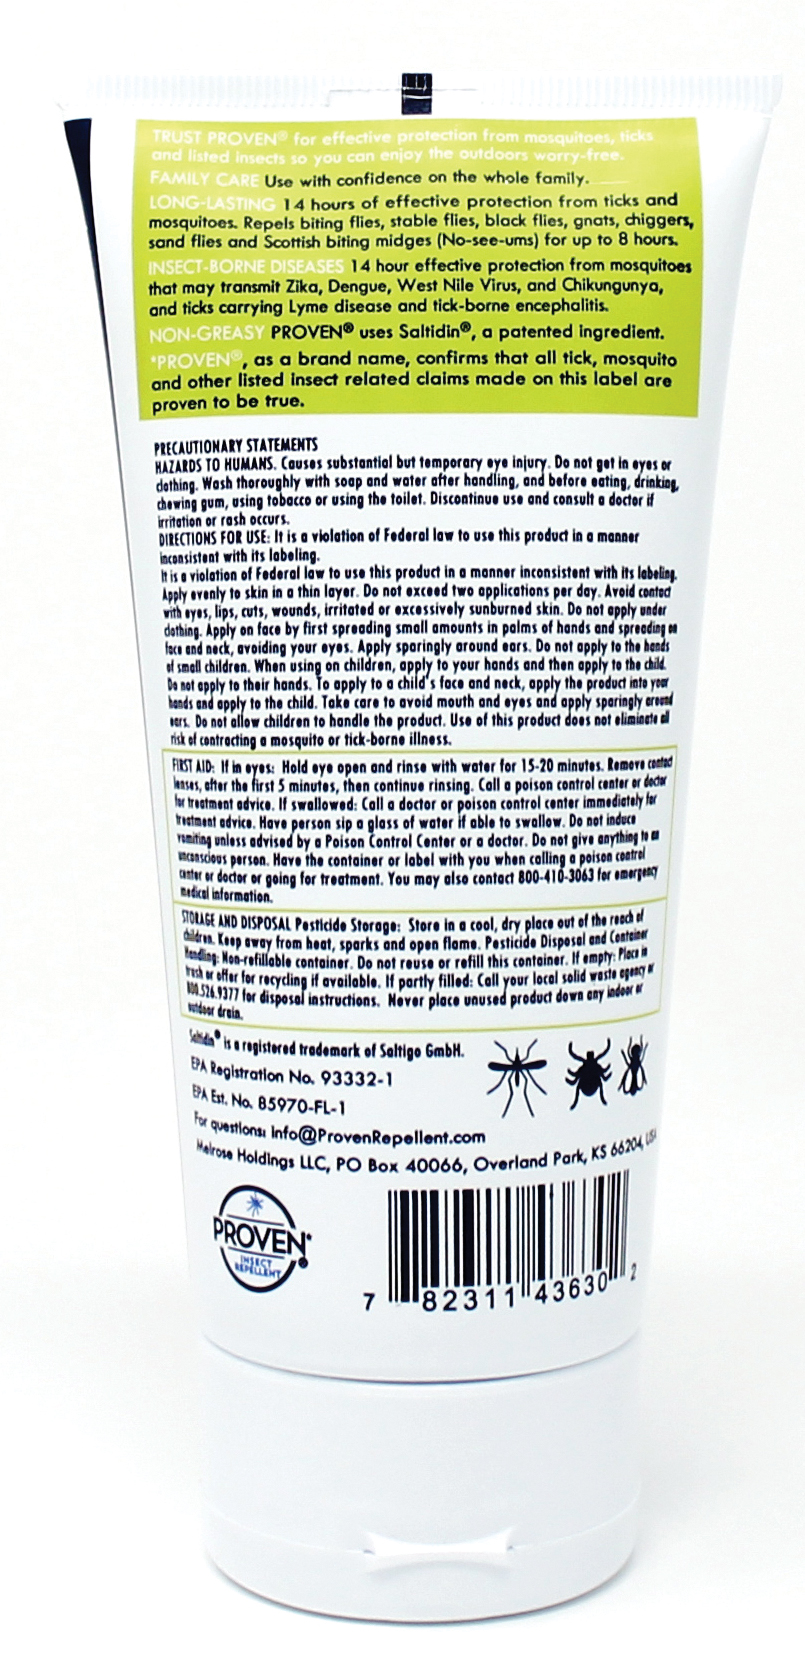 TRUST PROVEN® for effective protection from mosquitoes, ticks
and listed insects so you can enjoy the outdoors worry-free.
FAMILY CARE Use with confidence on the whole family.
LONG-LASTING 14 hours of effective protection from ticks and
mosquitoes. Repels biting flies, stable flies, black flies, gnats, chiggers,
sand flies and Scottish biting midges (No-see-ums) for up to 8 hours.
INSECT-BORNE DISEASES 14 hour effective protection from mosquitoes
that may transmit Zika, Dengue, West Nile Virus, and Chikungunya,
and ticks carrying Lyme disease and tick-borne encephalitis.
NON-GREASY PROVEN® uses Saltidin®, a patented ingredient.
*PROVEN®, as a brand name, confirms that all tick, mosquito
and other listed insect related claims made on this label are
proven to be true.
PRECAUTIONARY STATEMENTS
HAZARDS TO HUMANS. Causes substantial but temporary eye injury. Do not get in eyes or
clothing. Wash thoroughly with soap and water after handling, and before eating, drinking,
chewing gum, using tobacco or using the toilet. Discontinue use and consult a doctor if
irritation or rash occurs.
DIRECTIONS FOR USE: It is a violation of Federal law to use this product in a manner
inconsistent with its labeling.
It is a violation of Federal law to use this product in a manner inconsistent with its labeling.
Apply evenly to skin in a thin layer. Do not exceed two applications per day. Avoid contact
with eyes, lips, cuts, wounds, irritated or excessively sunburned skin. Do not apply under
clothing. Apply on face by first spreading small amounts in palms of hands and spreading on
face and neck, avoiding your eyes. Apply sparingly around ears. Do not apply to the hands
of small children. When using on children, apply to your hands and then apply to the child.
Do not apply to their hands. To apply to a child's face and neck, apply the product into your
hands and apply to the child. Take care to avoid mouth and eyes and apply sparingly around
ears. Do not allow children to handle the product. Use of this product does not eliminate all
risk of contracting a mosquito or tick-borne illness.
FIRST AID: If in eyes: Hold eye open and rinse with water for 15-20 minutes. Remove contact
lenses, after the first 5 minutes, then continue rinsing. Call a poison control center or doctor
for treatment advice. If swallowed: Call a doctor or poison control center immediately for
treatment advice. Have person sip a glass of water if able to swallow. Do not induce
vomiting unless advised by a Poison Control Center or a doctor. Do not give anything to an
unconscious person. Have the container or label with you when calling a poison control
center or doctor or going for treatment. You may also contact 800-410-3063 for emergency
medical information.
STORAGE AND DISPOSAL Pesticide Storage: Store in a cool, dry place out of the reach of
children. Keep away from heat, sparks and open flame. Pesticide Disposal and Container
Handling: Non-refillable container. Do not reuse or refill this container. If empty: Place in
trash or offer for recycling if available. If partly filled: Call your local solid waste agency or
800.526.9377 for disposal instructions. Never place unused product down any indoor or
outdoor drain.
Saltidin® is a registered trademark of Saltigo GmbH.
EPA Registration No. 93332-1
EPA Est. No. 85970-FL-1
For questions: info@ProvenRepellent.com
Melrose Holdings LLC, PO Box 40066, Overland Park, KS 66204, USA
PROVEN®
INSECT
REPELLENT
7 82311 43630 2